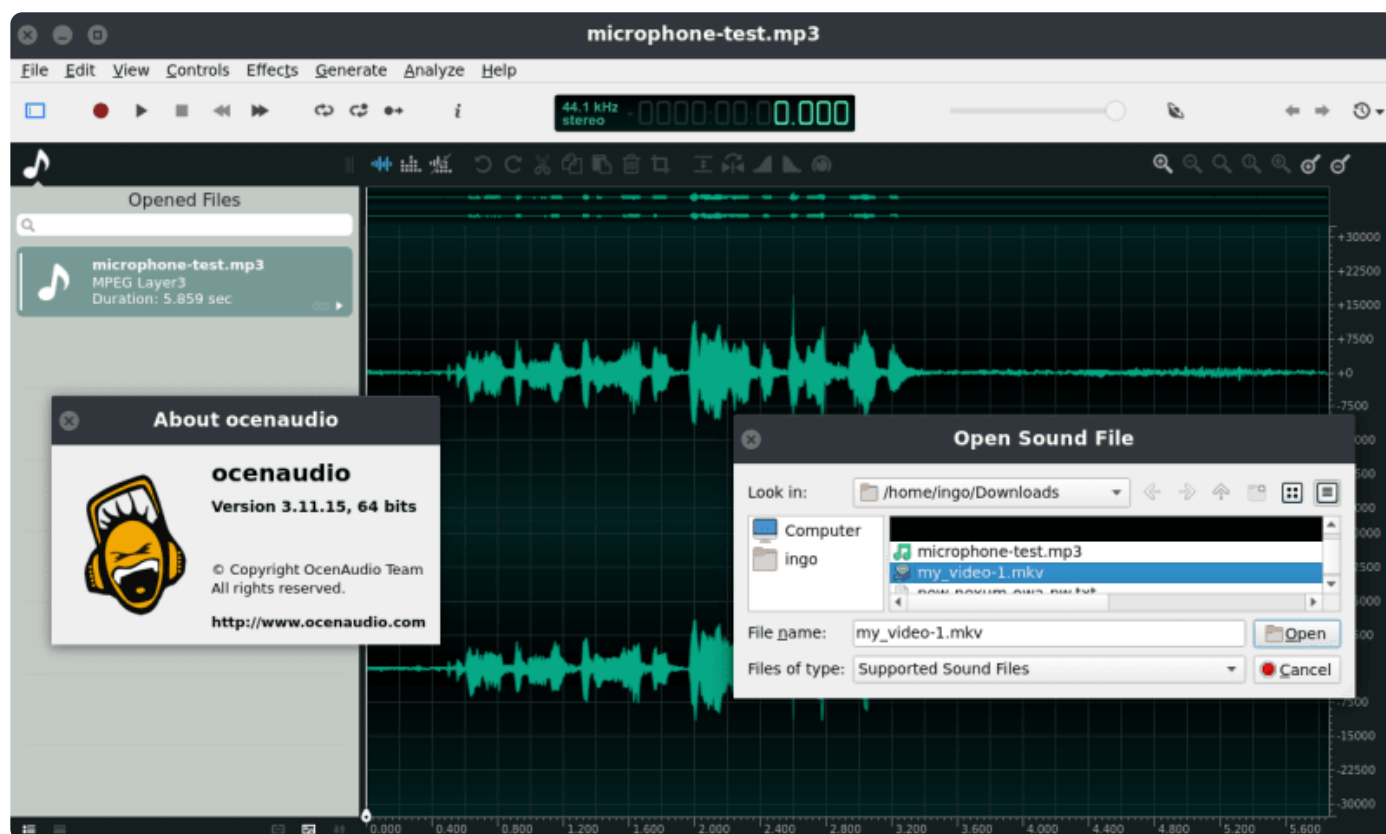 microphone-test.mp3
File Edit View Controls Effects Generate Analyze Help
44.1 kHz
stereo
-0000:00:00.000
Opened Files
microphone-test.mp3
MPEG Layer3
Duration: 5.859 sec
+30000
+22500
+15000
+7500
+0
-7500
About ocenaudio
ocenaudio
Version 3.11.15, 64 bits
© Copyright OcenAudio Team
All rights reserved.
http://www.ocenaudio.com
Open Sound File
Look in: /home/ingo/Downloads
Computer
ingo
microphone-test.mp3
my_video-1.mkv
File name: my_video-1.mkv
Open
Files of type: Supported Sound Files
Cancel
-7500
-15000
-22500
-30000
0.000 0.400 0.800 1.200 1.600 2.000 2.400 2.800 3.200 3.600 4.000 4.400 4.800 5.200 5.600